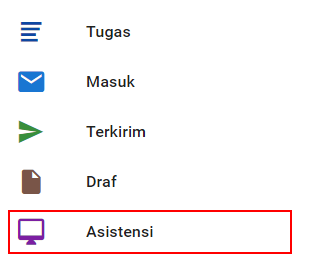 Tugas
Masuk
Terkirim
Draf
Asistensi